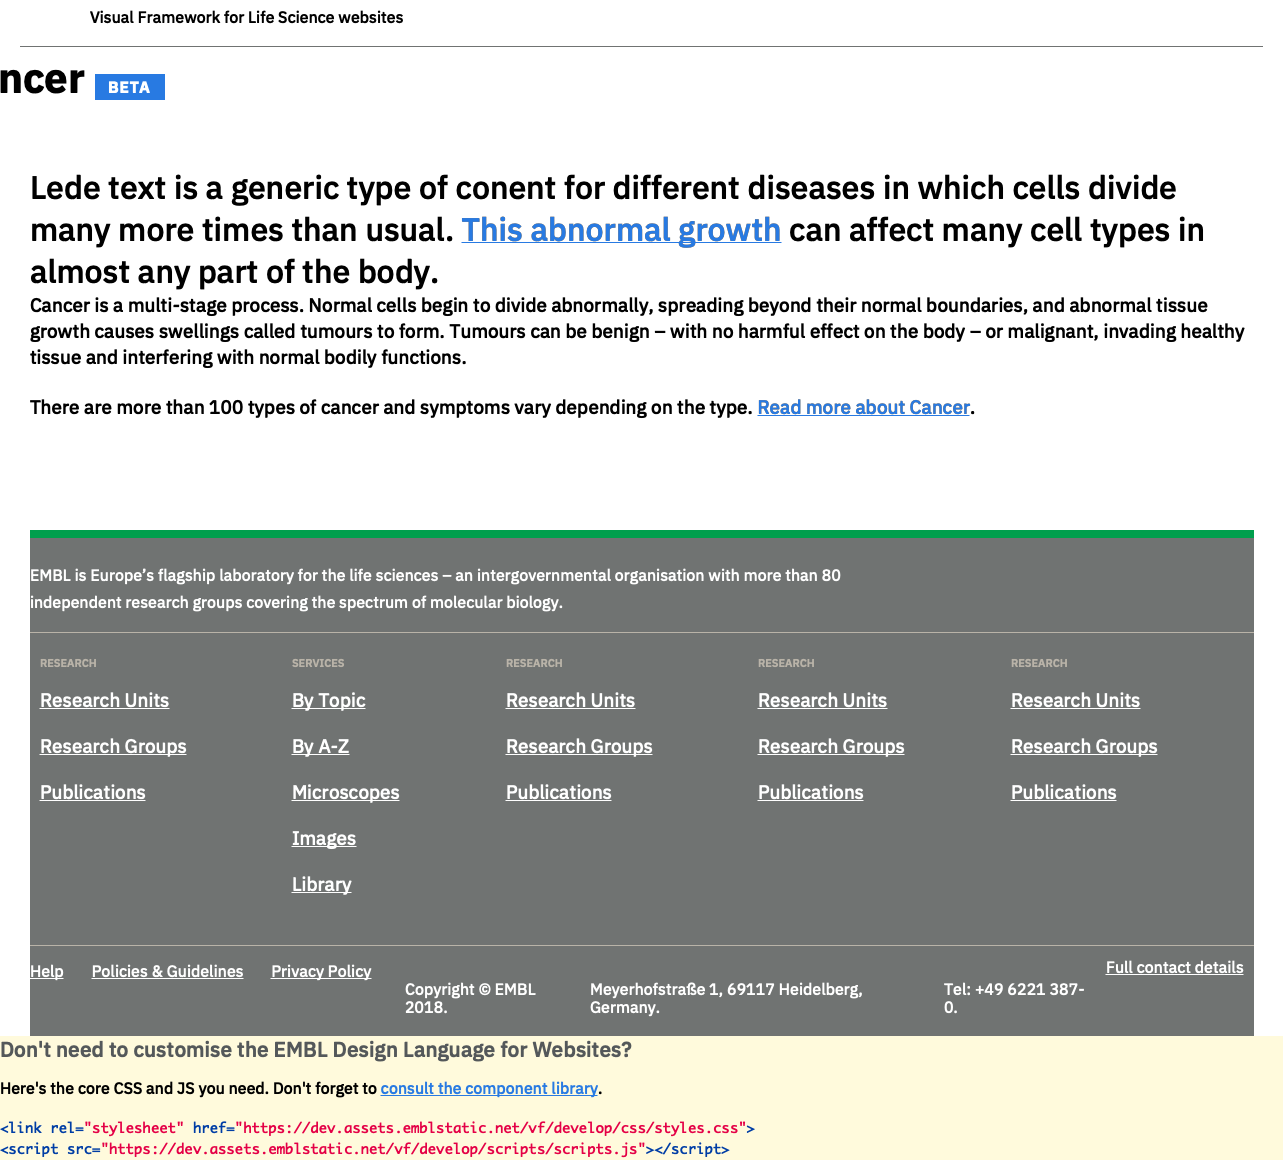 Visual Framework for Life Science websites
ncer BETA
Lede text is a generic type of conent for different diseases in which cells divide
many more times than usual. This abnormal growth can affect many cell types in
almost any part of the body.
Cancer is a multi-stage process. Normal cells begin to divide abnormally, spreading beyond their normal boundaries, and abnormal tissue
growth causes swellings called tumours to form. Tumours can be benign – with no harmful effect on the body – or malignant, invading healthy
tissue and interfering with normal bodily functions.
There are more than 100 types of cancer and symptoms vary depending on the type. Read more about Cancer.
EMBL is Europe’s flagship laboratory for the life sciences – an intergovernmental organisation with more than 80
independent research groups covering the spectrum of molecular biology.
RESEARCH
Research Units
Research Groups
Publications
SERVICES
By Topic
By A-Z
Microscopes
Images
Library
RESEARCH
Research Units
Research Groups
Publications
RESEARCH
Research Units
Research Groups
Publications
RESEARCH
Research Units
Research Groups
Publications
Help Policies & Guidelines Privacy Policy
Copyright © EMBL
2018.
Meyerhofstraße 1, 69117 Heidelberg,
Germany.
Tel: +49 6221 387-
0.
Full contact details
Don't need to customise the EMBL Design Language for Websites?
Here's the core CSS and JS you need. Don't forget to consult the component library.
<link rel="stylesheet" href="https://dev.assets.emblstatic.net/vf/develop/css/styles.css">
<script src="https://dev.assets.emblstatic.net/vf/develop/scripts/scripts.js"></script>